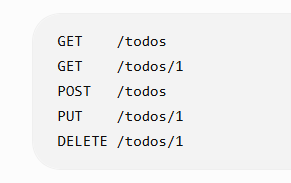 GET    /todos
GET    /todos/1
POST   /todos
PUT    /todos/1
DELETE /todos/1